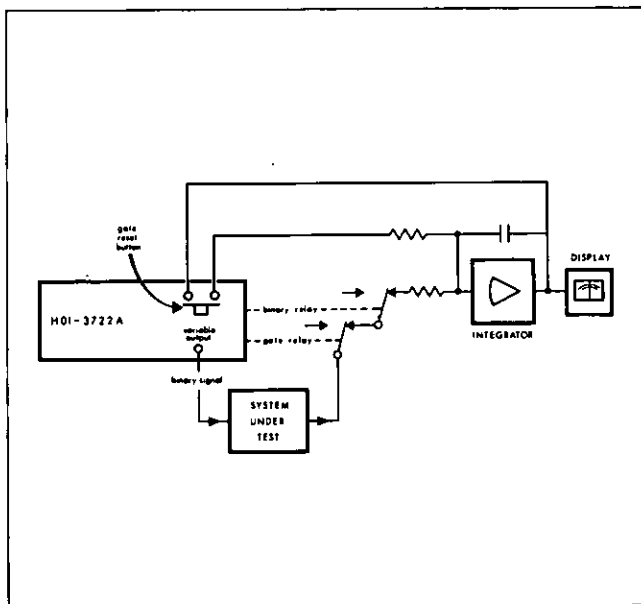 gate
reset
button
DISPLAY
H01-3722A
variable
output
binary relay
gate relay
INTEGRATOR
binary signal
SYSTEM
UNDER
TEST